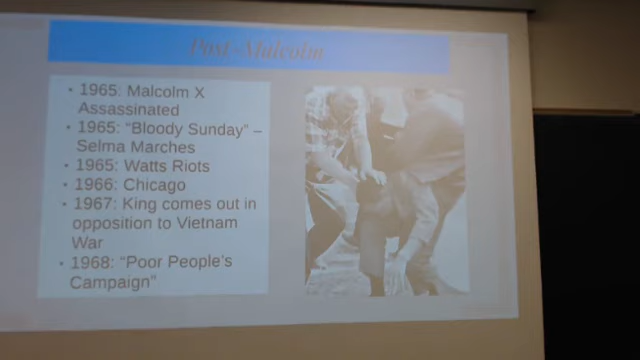 Post-Malcolm
• 1965: Malcolm X
Assassinated
• 1965: “Bloody Sunday” –
Selma Marches
• 1965: Watts Riots
• 1966: Chicago
• 1967: King comes out in
opposition to Vietnam
War
• 1968: “Poor People’s
Campaign”